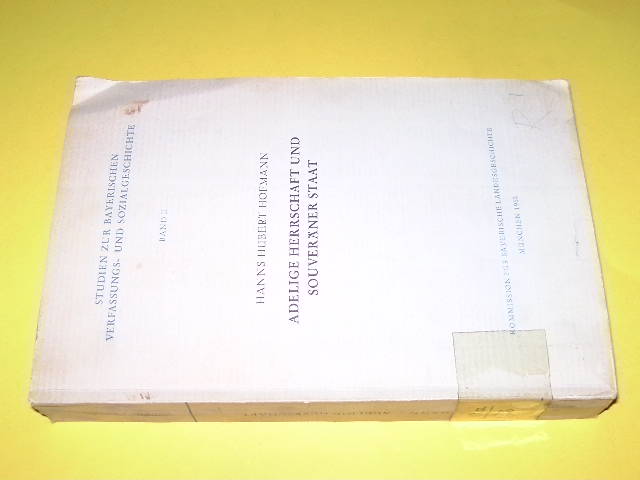 STUDIEN ZUR BAYERISCHEN
VERFASSUNGS- UND SOZIALGESCHICHTE
BAND II
HANNS HUBERT HOFMANN
ADELIGE HERRSCHAFT UND
SOUVERÄNER STAAT
KOMMISSION FÜR BAYERISCHE LANDESGESCHICHTE
MÜNCHEN 1962